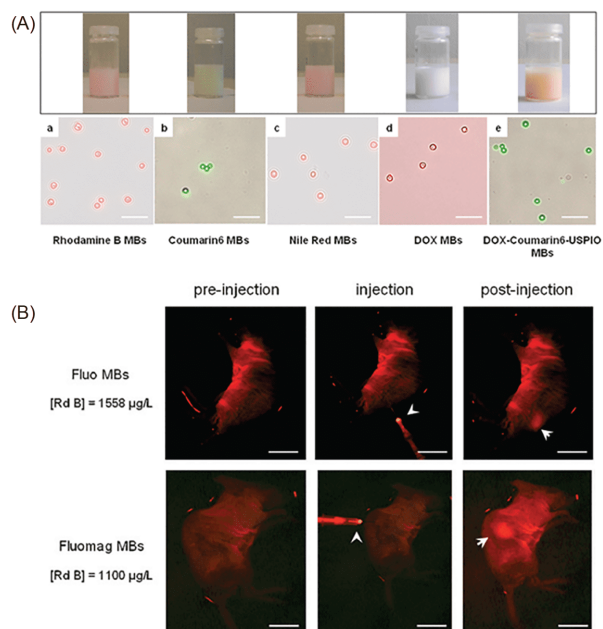 (A)
a
b
c
d
e
Rhodamine B MBs
Coumarin6 MBs
Nile Red MBs
DOX MBs
DOX-Coumarin6-USPIO
MBs
(B)
pre-injection
injection
post-injection
Fluo MBs
[Rd B] = 1558 µg/L
Fluomag MBs
[Rd B] = 1100 µg/L